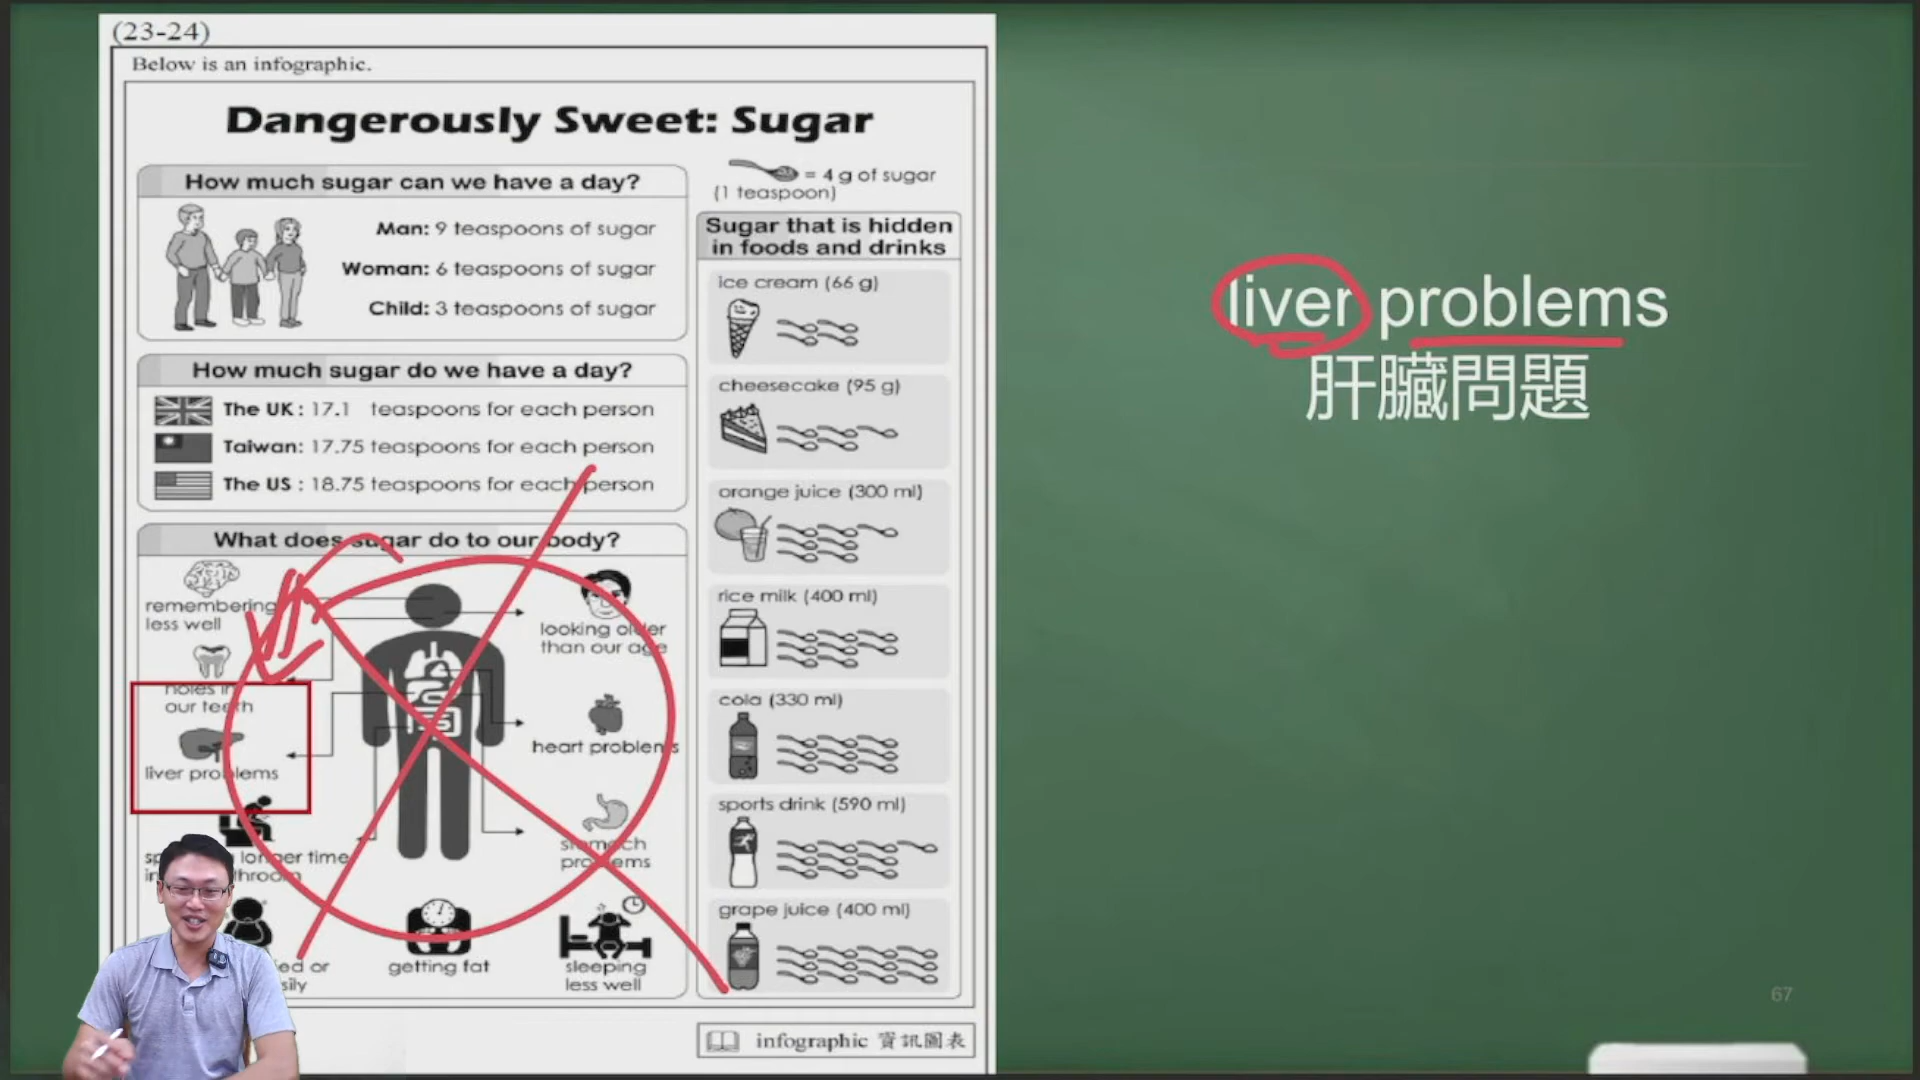 (23-24)
Below is an infographic.
Dangerously Sweet: Sugar
How much sugar can we have a day?
Man: 9 teaspoons of sugar
Woman: 6 teaspoons of sugar
Child: 3 teaspoons of sugar
How much sugar do we have a day?
The UK : 17.1 teaspoons for each person
Taiwan: 17.75 teaspoons for each person
The US : 18.75 teaspoons for each person
What does sugar do to our body?
remembering
less well
holes in
our teeth
liver problems
longer time
looking older
than our age
heart problems
stomach
problems
getting fat
sleeping
less well
= 4 g of sugar
(1 teaspoon)
Sugar that is hidden
in foods and drinks
ice cream (66 g)
cheesecake (95 g)
orange juice (300 ml)
rice milk (400 ml)
cola (330 ml)
sports drink (590 ml)
grape juice (400 ml)
infographic 資訊圖表
liver problems
肝臟問題
67